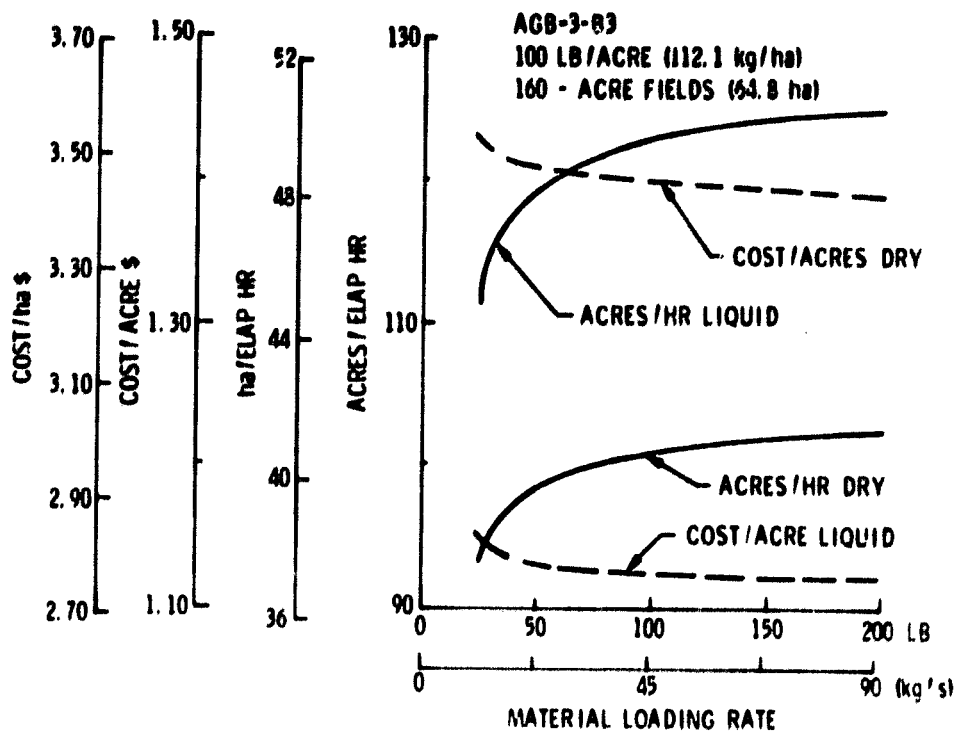 AGB-3-B3
100 LB/ACRE (112.1 kg/ha)
160 - ACRE FIELDS (64.8 ha)
3.70
3.50
3.30
3.10
2.90
2.70
COST/ha $
1.50
1.30
1.10
COST/ACRE $
52
48
44
40
36
ha/ELAP HR
130
110
90
ACRES/ELAP HR
COST/ACRES DRY
ACRES/HR LIQUID
ACRES/HR DRY
COST/ACRE LIQUID
0 50 100 150 200 LB
0 45 90 (kg's)
MATERIAL LOADING RATE